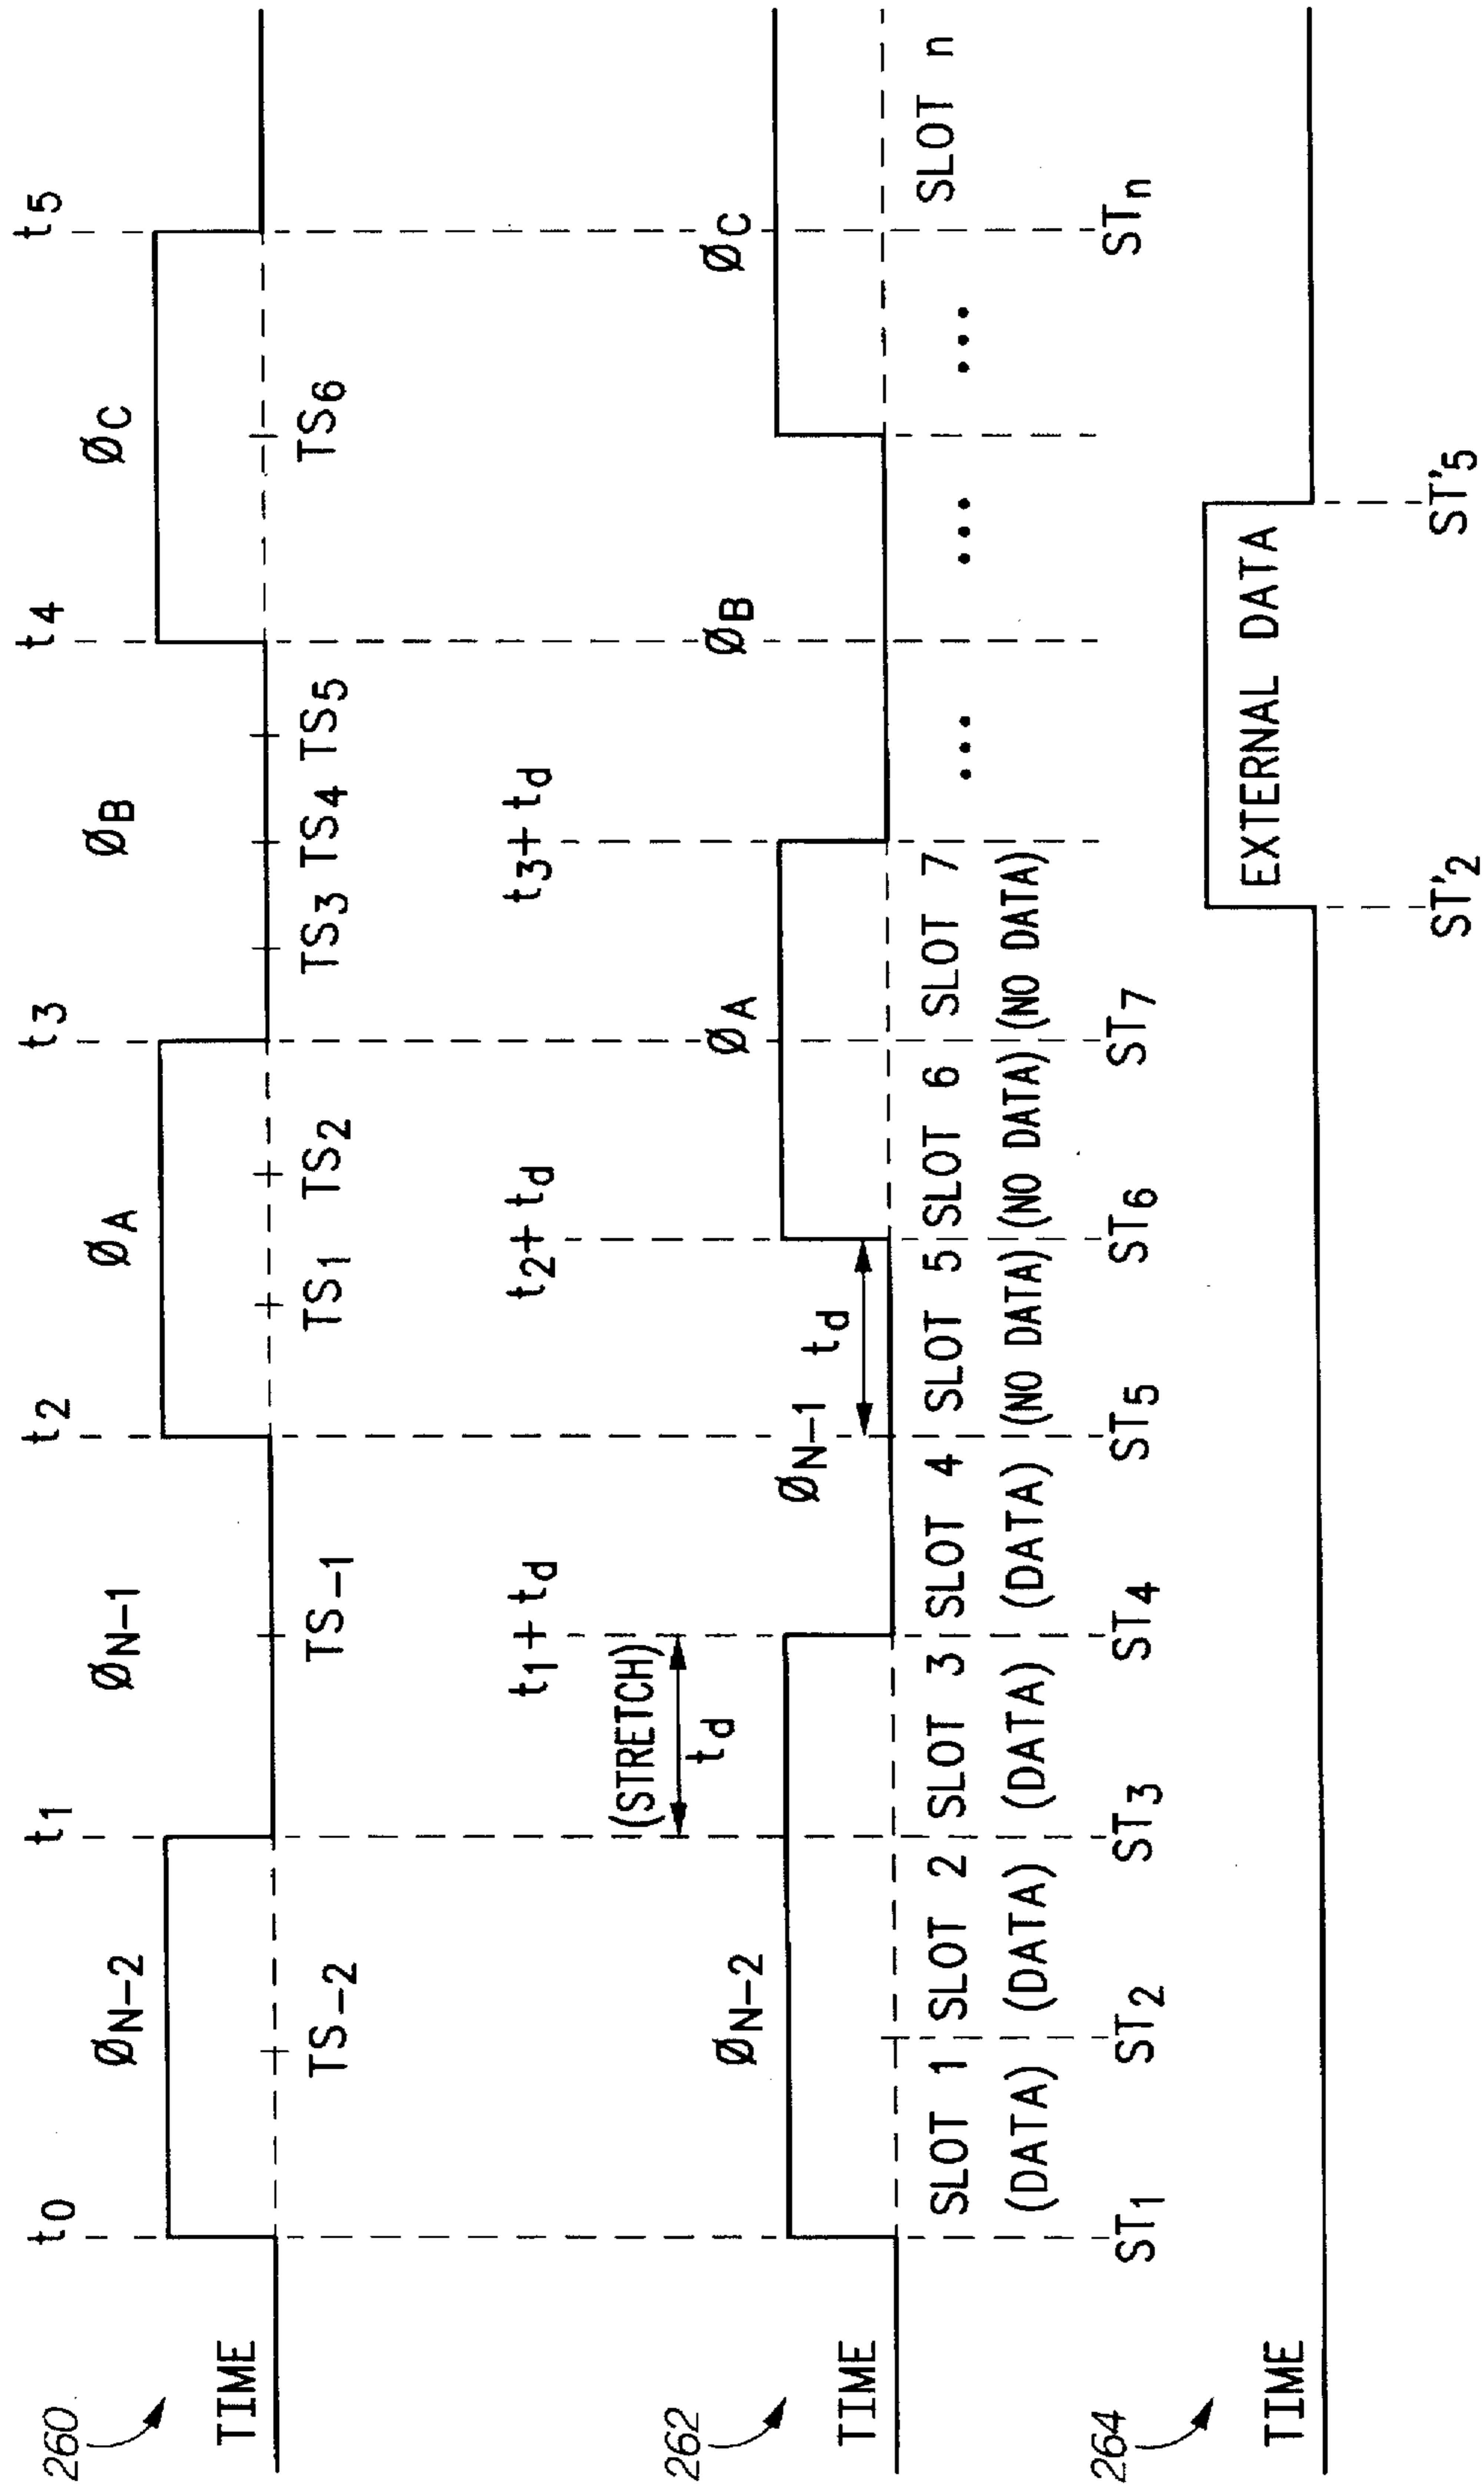 260
t0 t1 t2 t3 t4 t5
ØN-2 ØN-1 ØA ØB ØC
TIME
TS-2 TS-1 TS1 TS2 TS3 TS4 TS5 TS6
262
t1+td t2+td t3+td
(STRETCH)
td
ØN-2 ØN-1 ØA ØB ØC
td
TIME
SLOT 1 SLOT 2 SLOT 3 SLOT 4 SLOT 5 SLOT 6 SLOT 7 ... ... ... SLOT n
(DATA) (DATA) (DATA) (DATA) (NO DATA) (NO DATA) (NO DATA)
ST1 ST2 ST3 ST4 ST5 ST6 ST7 STn
264
TIME
EXTERNAL DATA
ST'2 ST'5